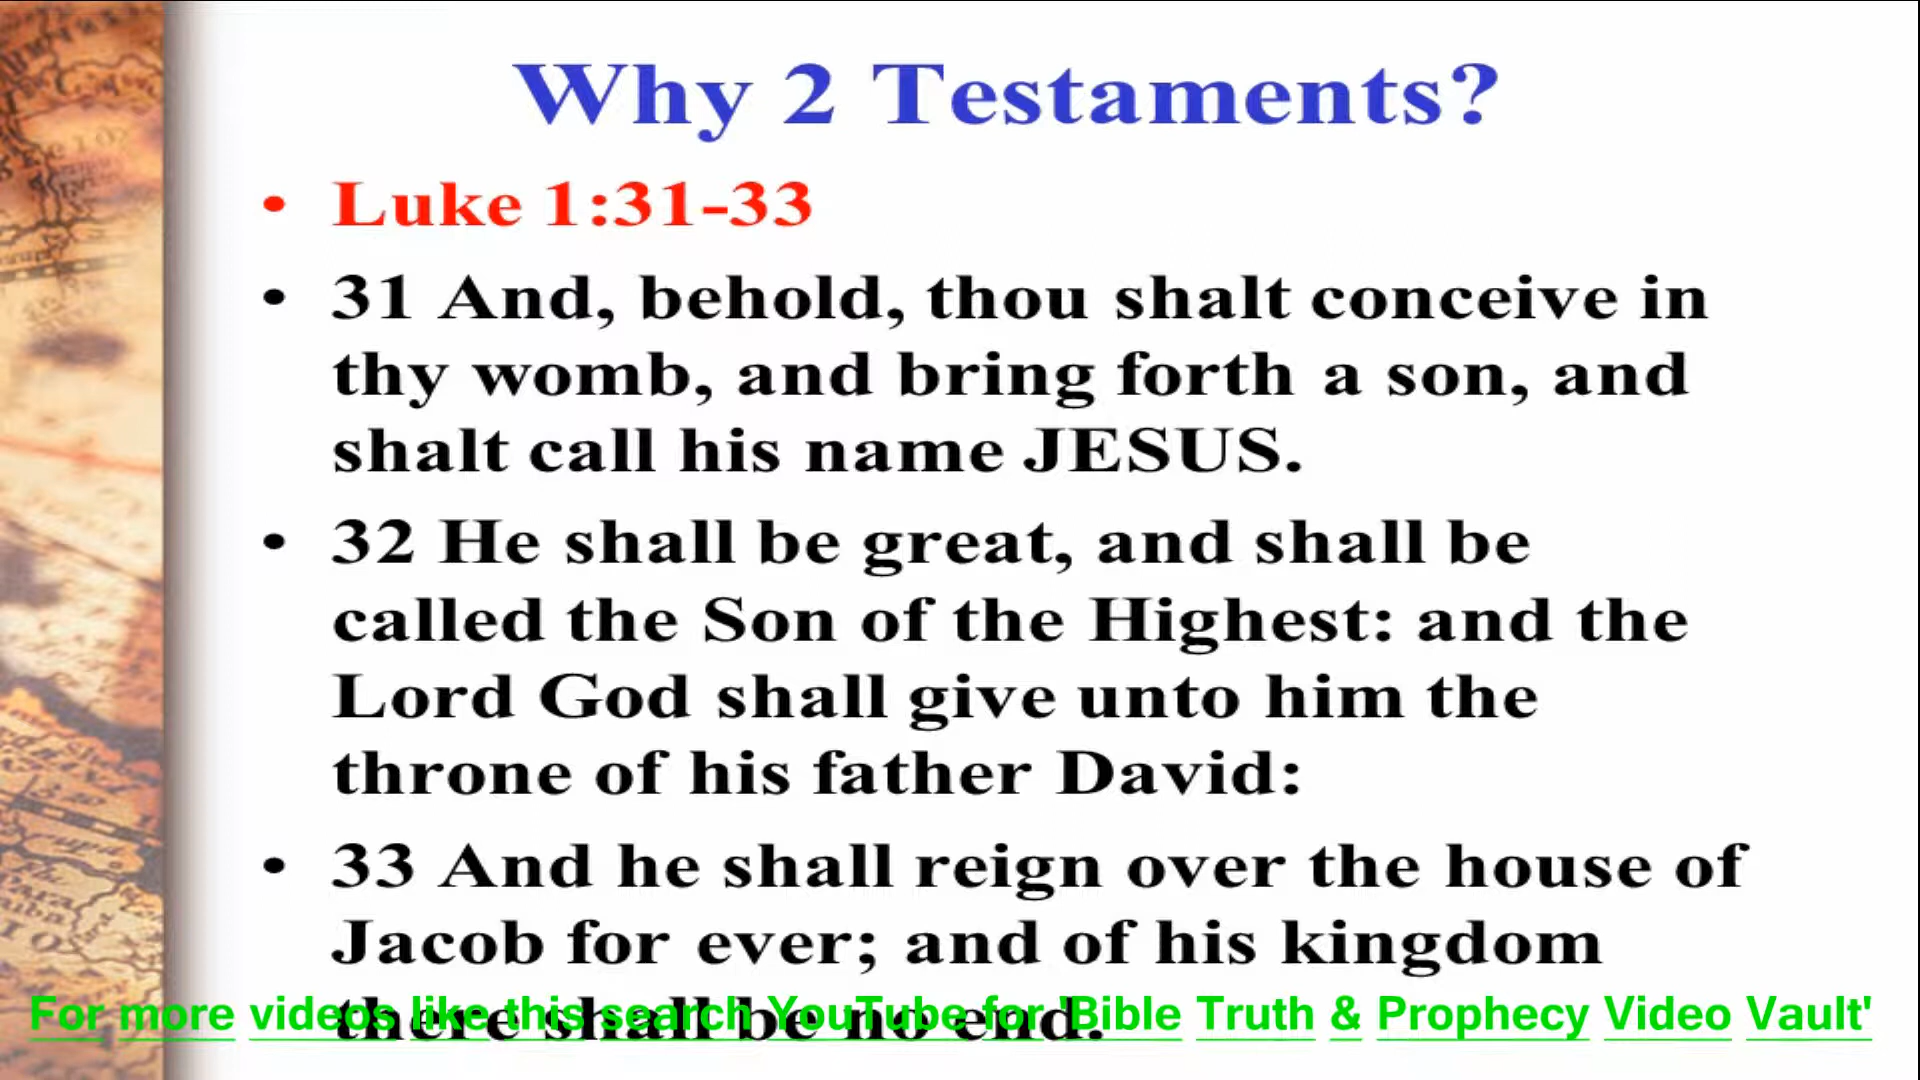 Why 2 Testaments?
• Luke 1:31-33
• 31 And, behold, thou shalt conceive in
thy womb, and bring forth a son, and
shalt call his name JESUS.
• 32 He shall be great, and shall be
called the Son of the Highest: and the
Lord God shall give unto him the
throne of his father David:
• 33 And he shall reign over the house of
Jacob for ever; and of his kingdom
there shall be no end.
For more videos like this search YouTube for 'Bible Truth & Prophecy Video Vault'